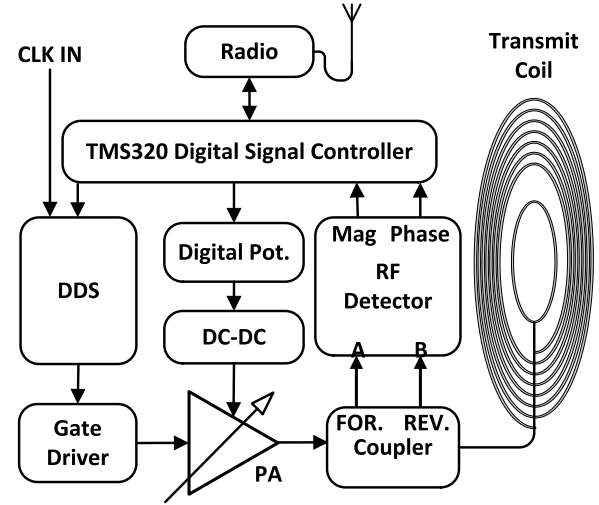 Transmit
Coil
CLK IN
Radio
TMS320 Digital Signal Controller
DDS
Digital Pot.
Mag Phase
RF
Detector
A B
DC-DC
Gate
Driver
PA
FOR. REV.
Coupler